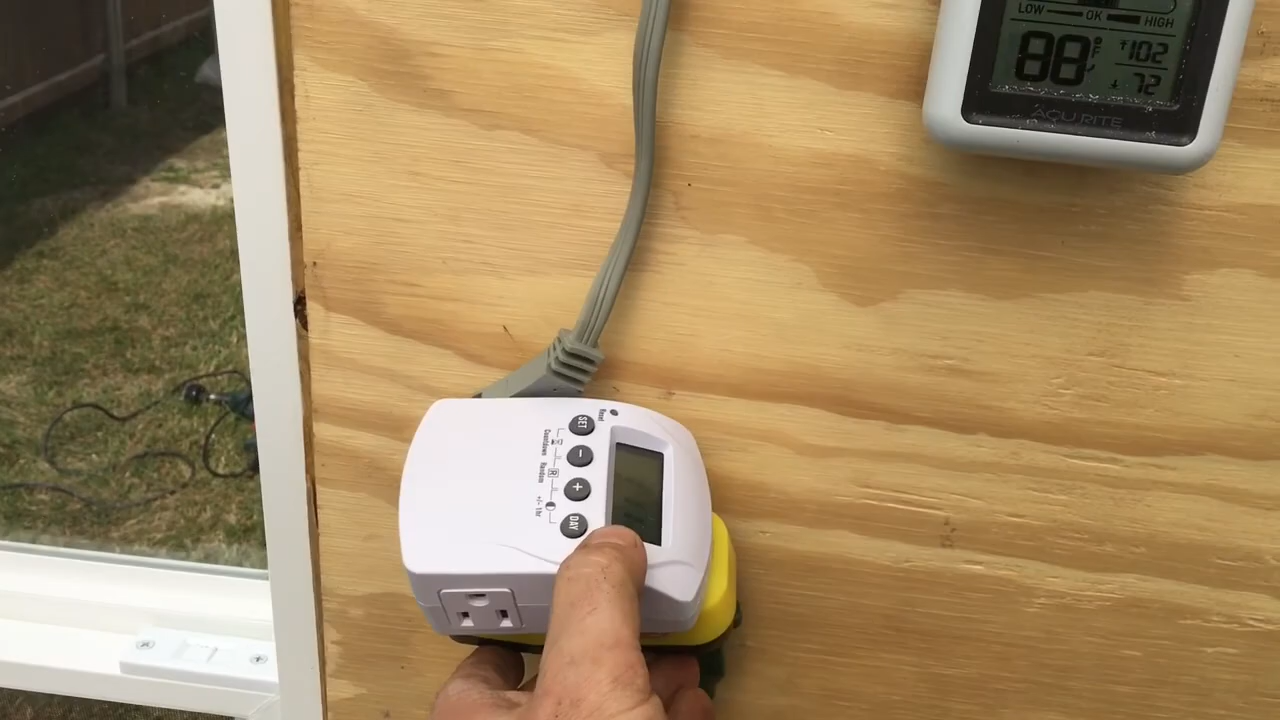 LOW OK HIGH
88°F ↑102
↓72
ACURITE
Reset
SET
−
Countdown
R
Random
+
+/- 1hr
DAY